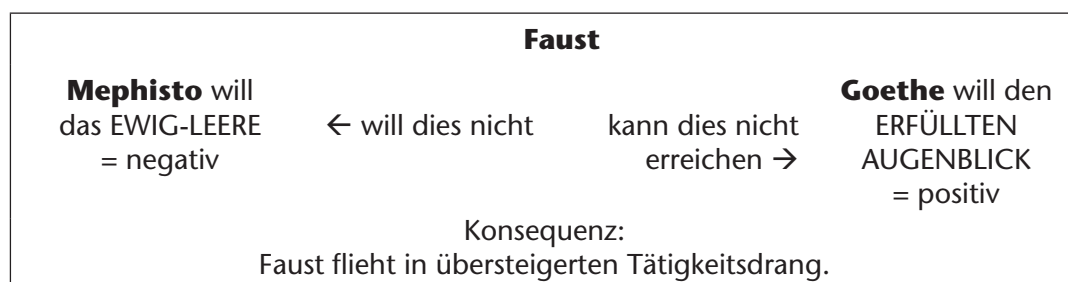 Faust
Mephisto will Goethe will den
das EWIG-LEERE ← will dies nicht kann dies nicht ERFÜLLTEN
= negativ erreichen → AUGENBLICK
= positiv
Konsequenz:
Faust flieht in übersteigerten Tätigkeitsdrang.